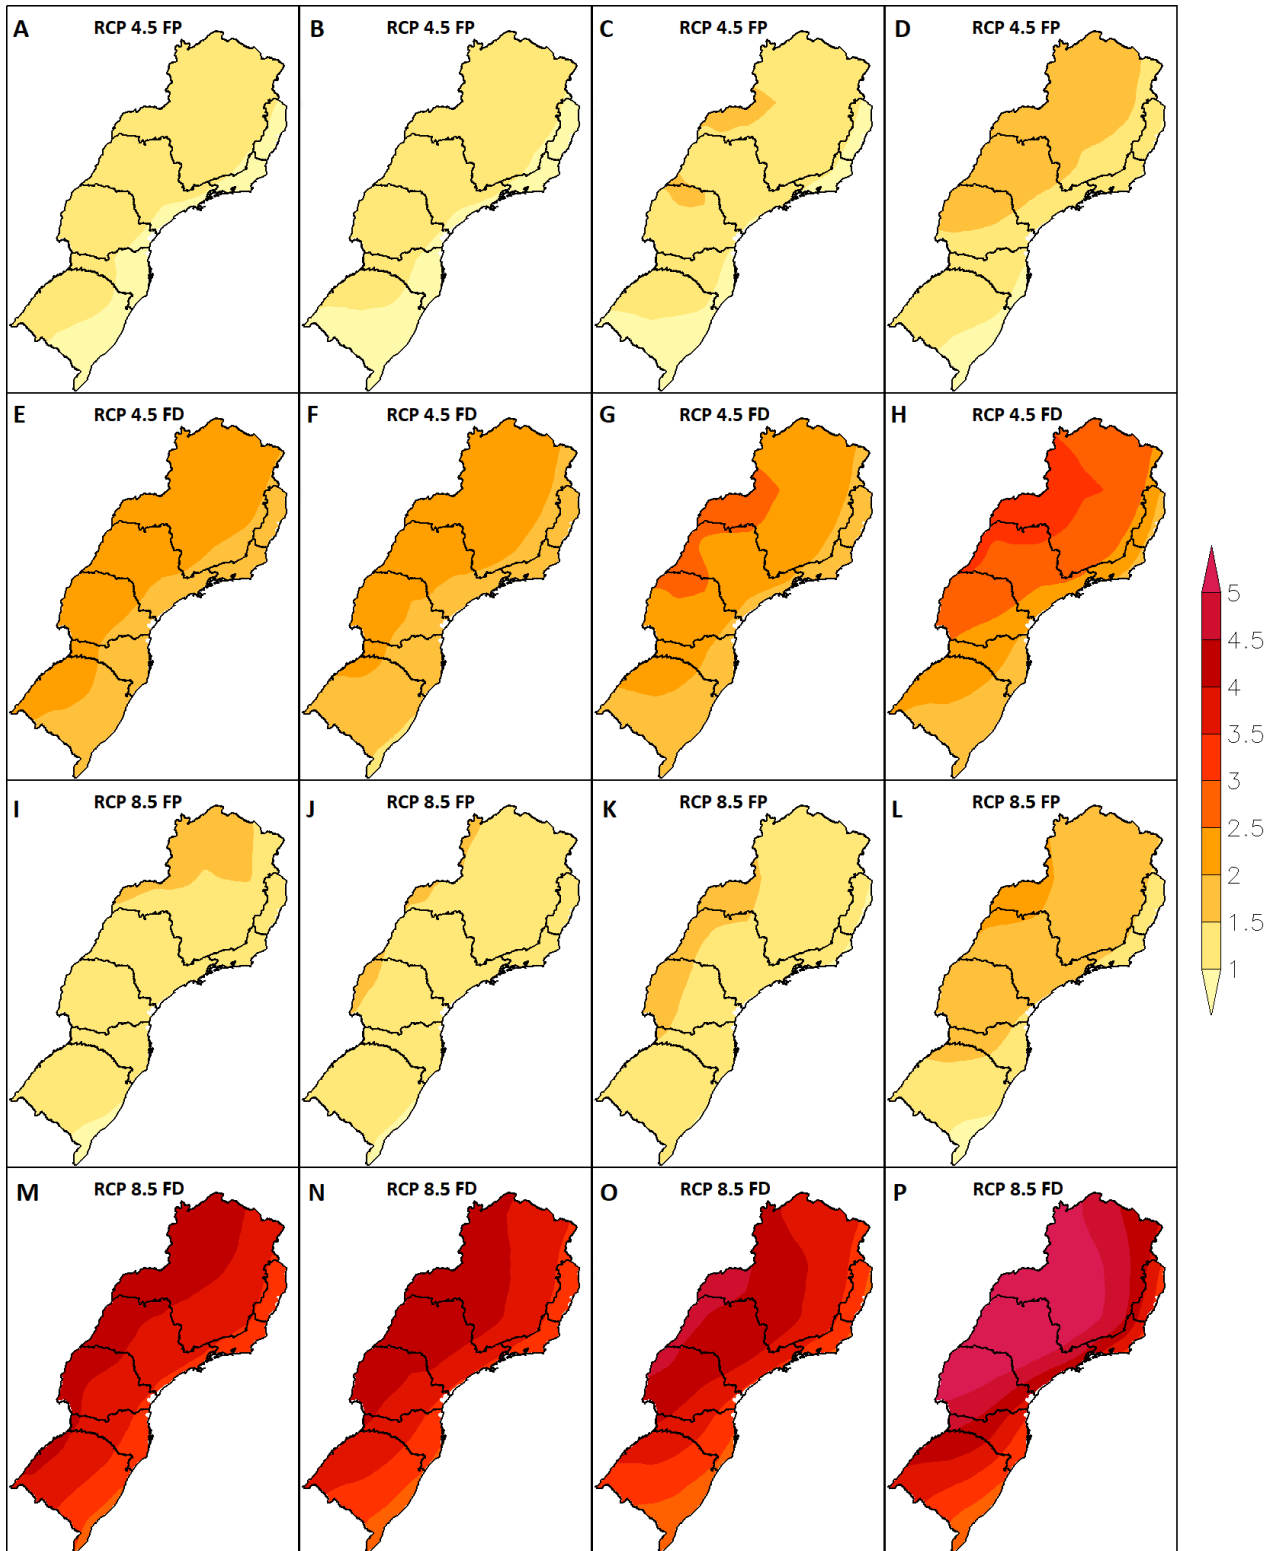 A RCP 4.5 FP
B RCP 4.5 FP
C RCP 4.5 FP
D RCP 4.5 FP
E RCP 4.5 FD
F RCP 4.5 FD
G RCP 4.5 FD
H RCP 4.5 FD
I RCP 8.5 FP
J RCP 8.5 FP
K RCP 8.5 FP
L RCP 8.5 FP
M RCP 8.5 FD
N RCP 8.5 FD
O RCP 8.5 FD
P RCP 8.5 FD
5
4.5
4
3.5
3
2.5
2
1.5
1